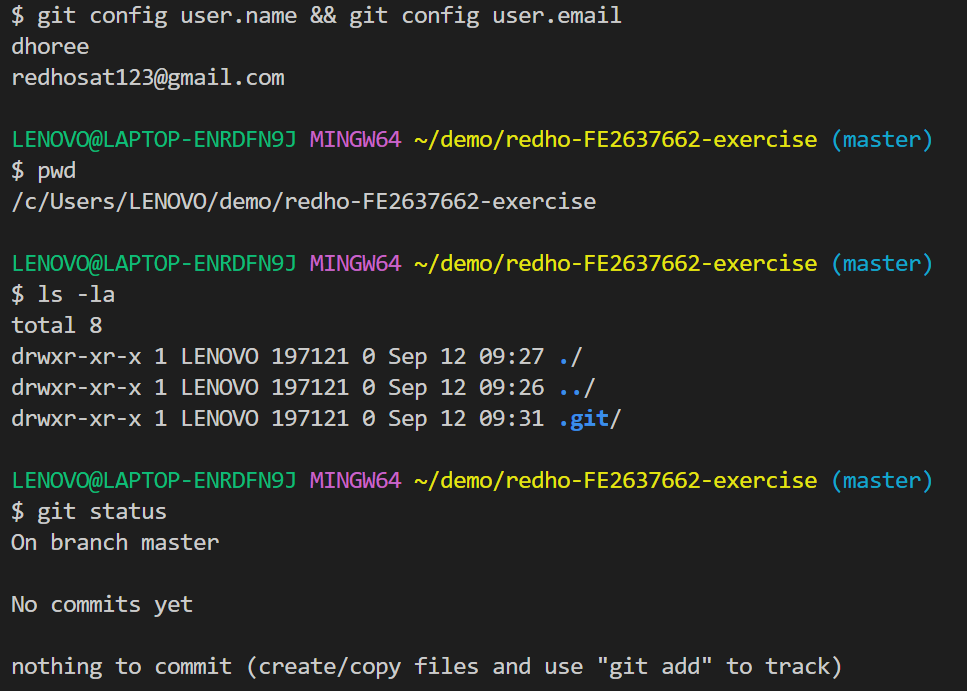 $ git config user.name && git config user.email
dhoree
redhosat123@gmail.com
LENOVO@LAPTOP-ENRDFN9J MINGW64 ~/demo/redho-FE2637662-exercise (master)
$ pwd
/c/Users/LENOVO/demo/redho-FE2637662-exercise
LENOVO@LAPTOP-ENRDFN9J MINGW64 ~/demo/redho-FE2637662-exercise (master)
$ ls -la
total 8
drwxr-xr-x 1 LENOVO 197121 0 Sep 12 09:27 ./
drwxr-xr-x 1 LENOVO 197121 0 Sep 12 09:26 ../
drwxr-xr-x 1 LENOVO 197121 0 Sep 12 09:31 .git/
LENOVO@LAPTOP-ENRDFN9J MINGW64 ~/demo/redho-FE2637662-exercise (master)
$ git status
On branch master
No commits yet
nothing to commit (create/copy files and use "git add" to track)